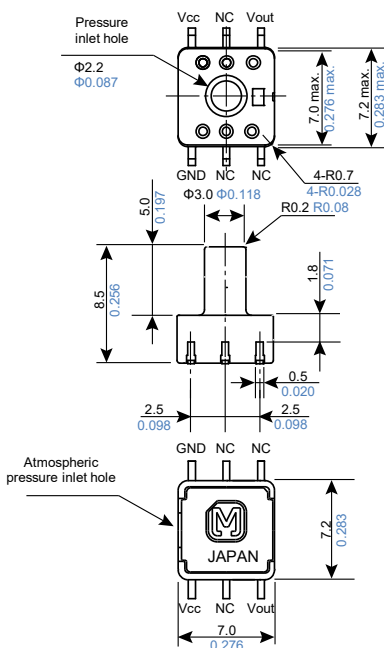 Pressure
inlet hole
Vcc NC Vout
Φ2.2
Φ0.087
7.0 max.
0.276 max.
7.2 max.
0.283 max.
GND NC NC
4-R0.7
4-R0.028
Φ3.0 Φ0.118
R0.2 R0.08
5.0
0.197
8.5
0.256
1.8
0.071
0.5
0.020
2.5
0.098
2.5
0.098
GND NC NC
Atmospheric
pressure inlet hole
M
JAPAN
7.2
0.283
Vcc NC Vout
7.0
0.276